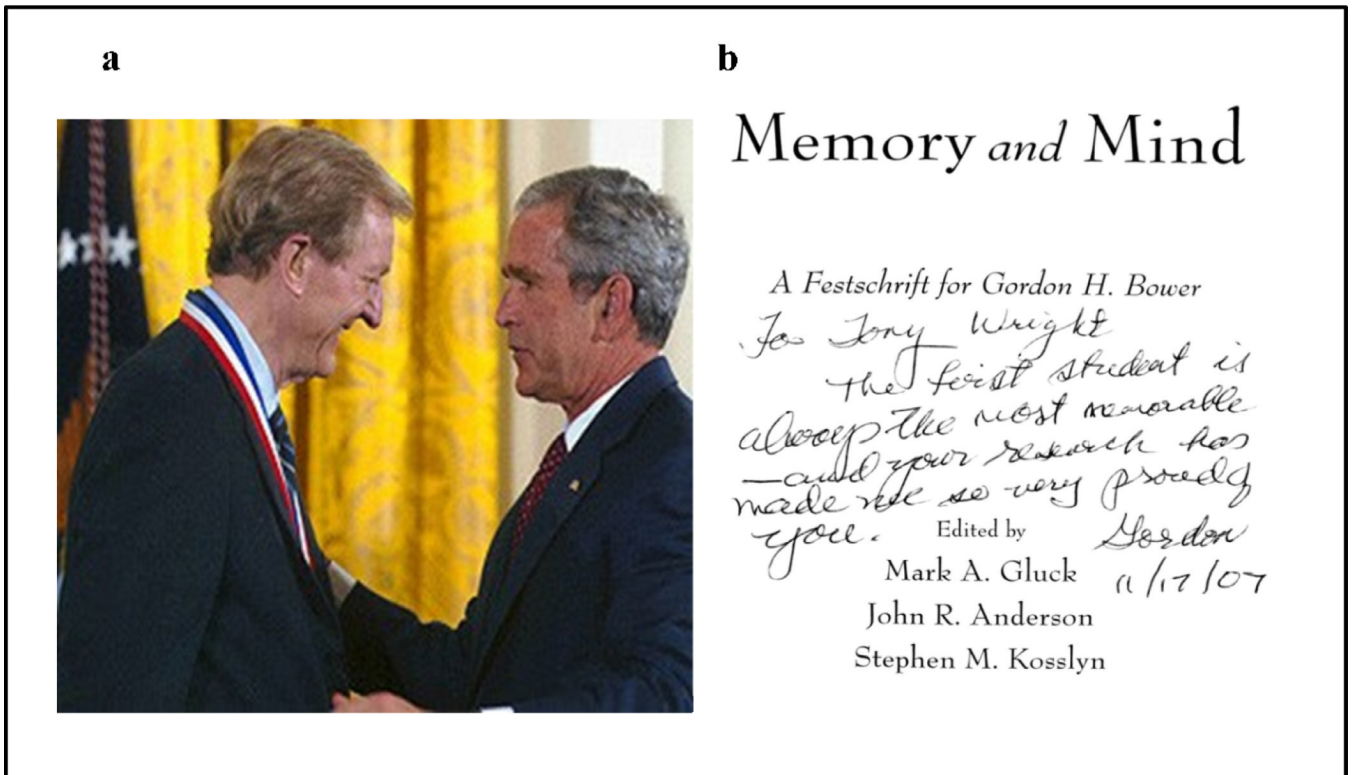 a
b
Memory and Mind
A Festschrift for Gordon H. Bower
To Tony Wright
The first student is
always the most memorable
—and your research has
made me so very proud of
you.
Edited by
Gordon
Mark A. Gluck
11/17/07
John R. Anderson
Stephen M. Kosslyn